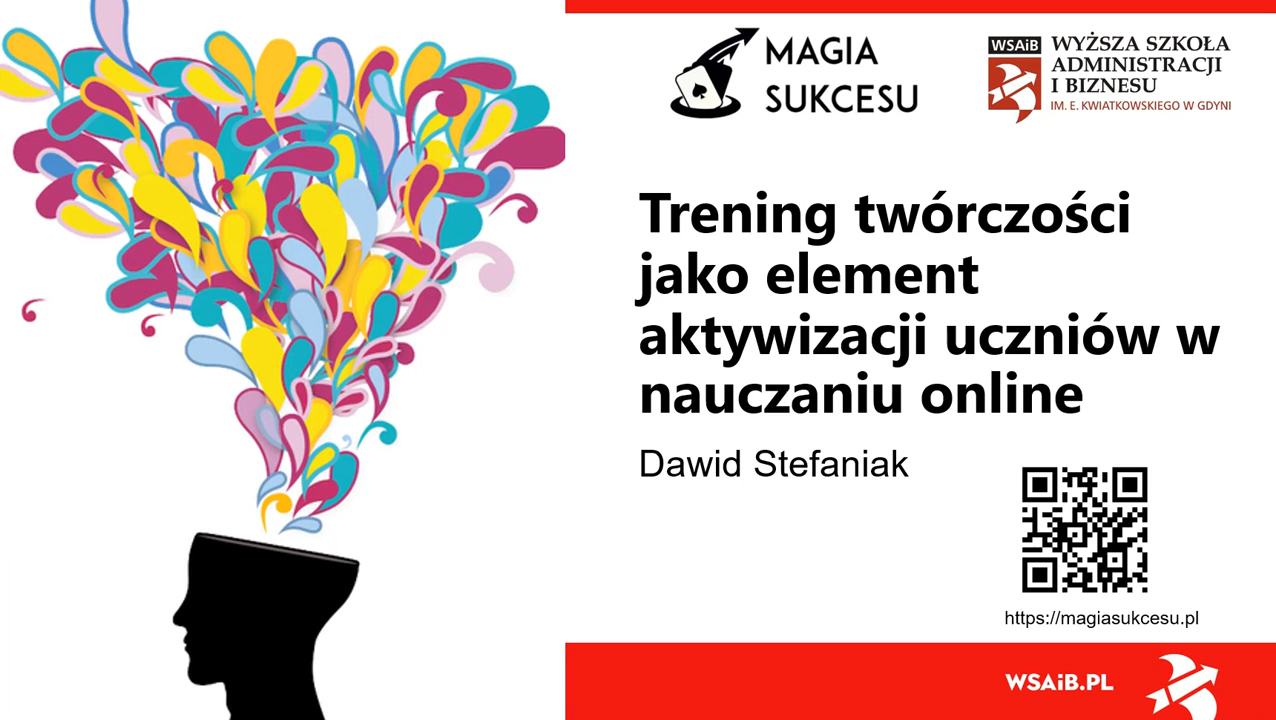 MAGIA
SUKCESU
WSAiB
WYŻSZA SZKOŁA
ADMINISTRACJI
I BIZNESU
IM. E. KWIATKOWSKIEGO W GDYNI
Trening twórczości
jako element
aktywizacji uczniów w
nauczaniu online
Dawid Stefaniak
https://magiasukcesu.pl
WSAiB.PL